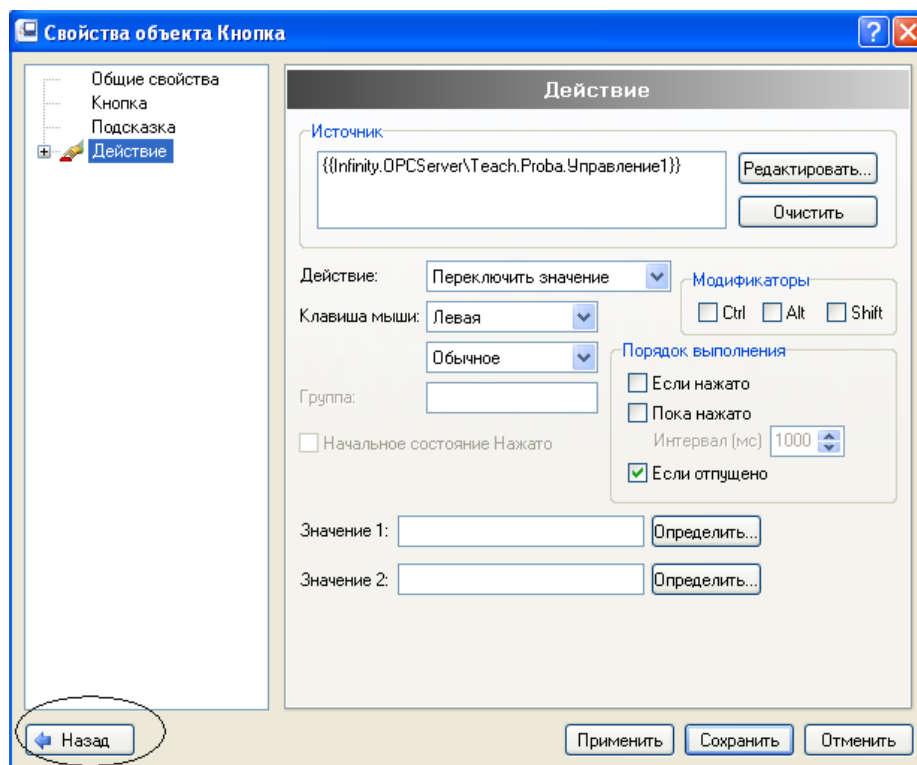 Свойства объекта Кнопка
Общие свойства
Кнопка
Подсказка
Действие
Действие
Источник
{{Infinity.OPCServer\Teach.Proba.Управление1}}
Редактировать...
Очистить
Действие:
Переключить значение
Модификаторы
Ctrl
Alt
Shift
Клавиша мыши:
Левая
Обычное
Порядок выполнения
Если нажато
Группа:
Пока нажато
Начальное состояние Нажато
Интервал (мс)
1000
Если отпущено
Значение 1:
Определить...
Значение 2:
Определить...
Назад
Применить
Сохранить
Отменить